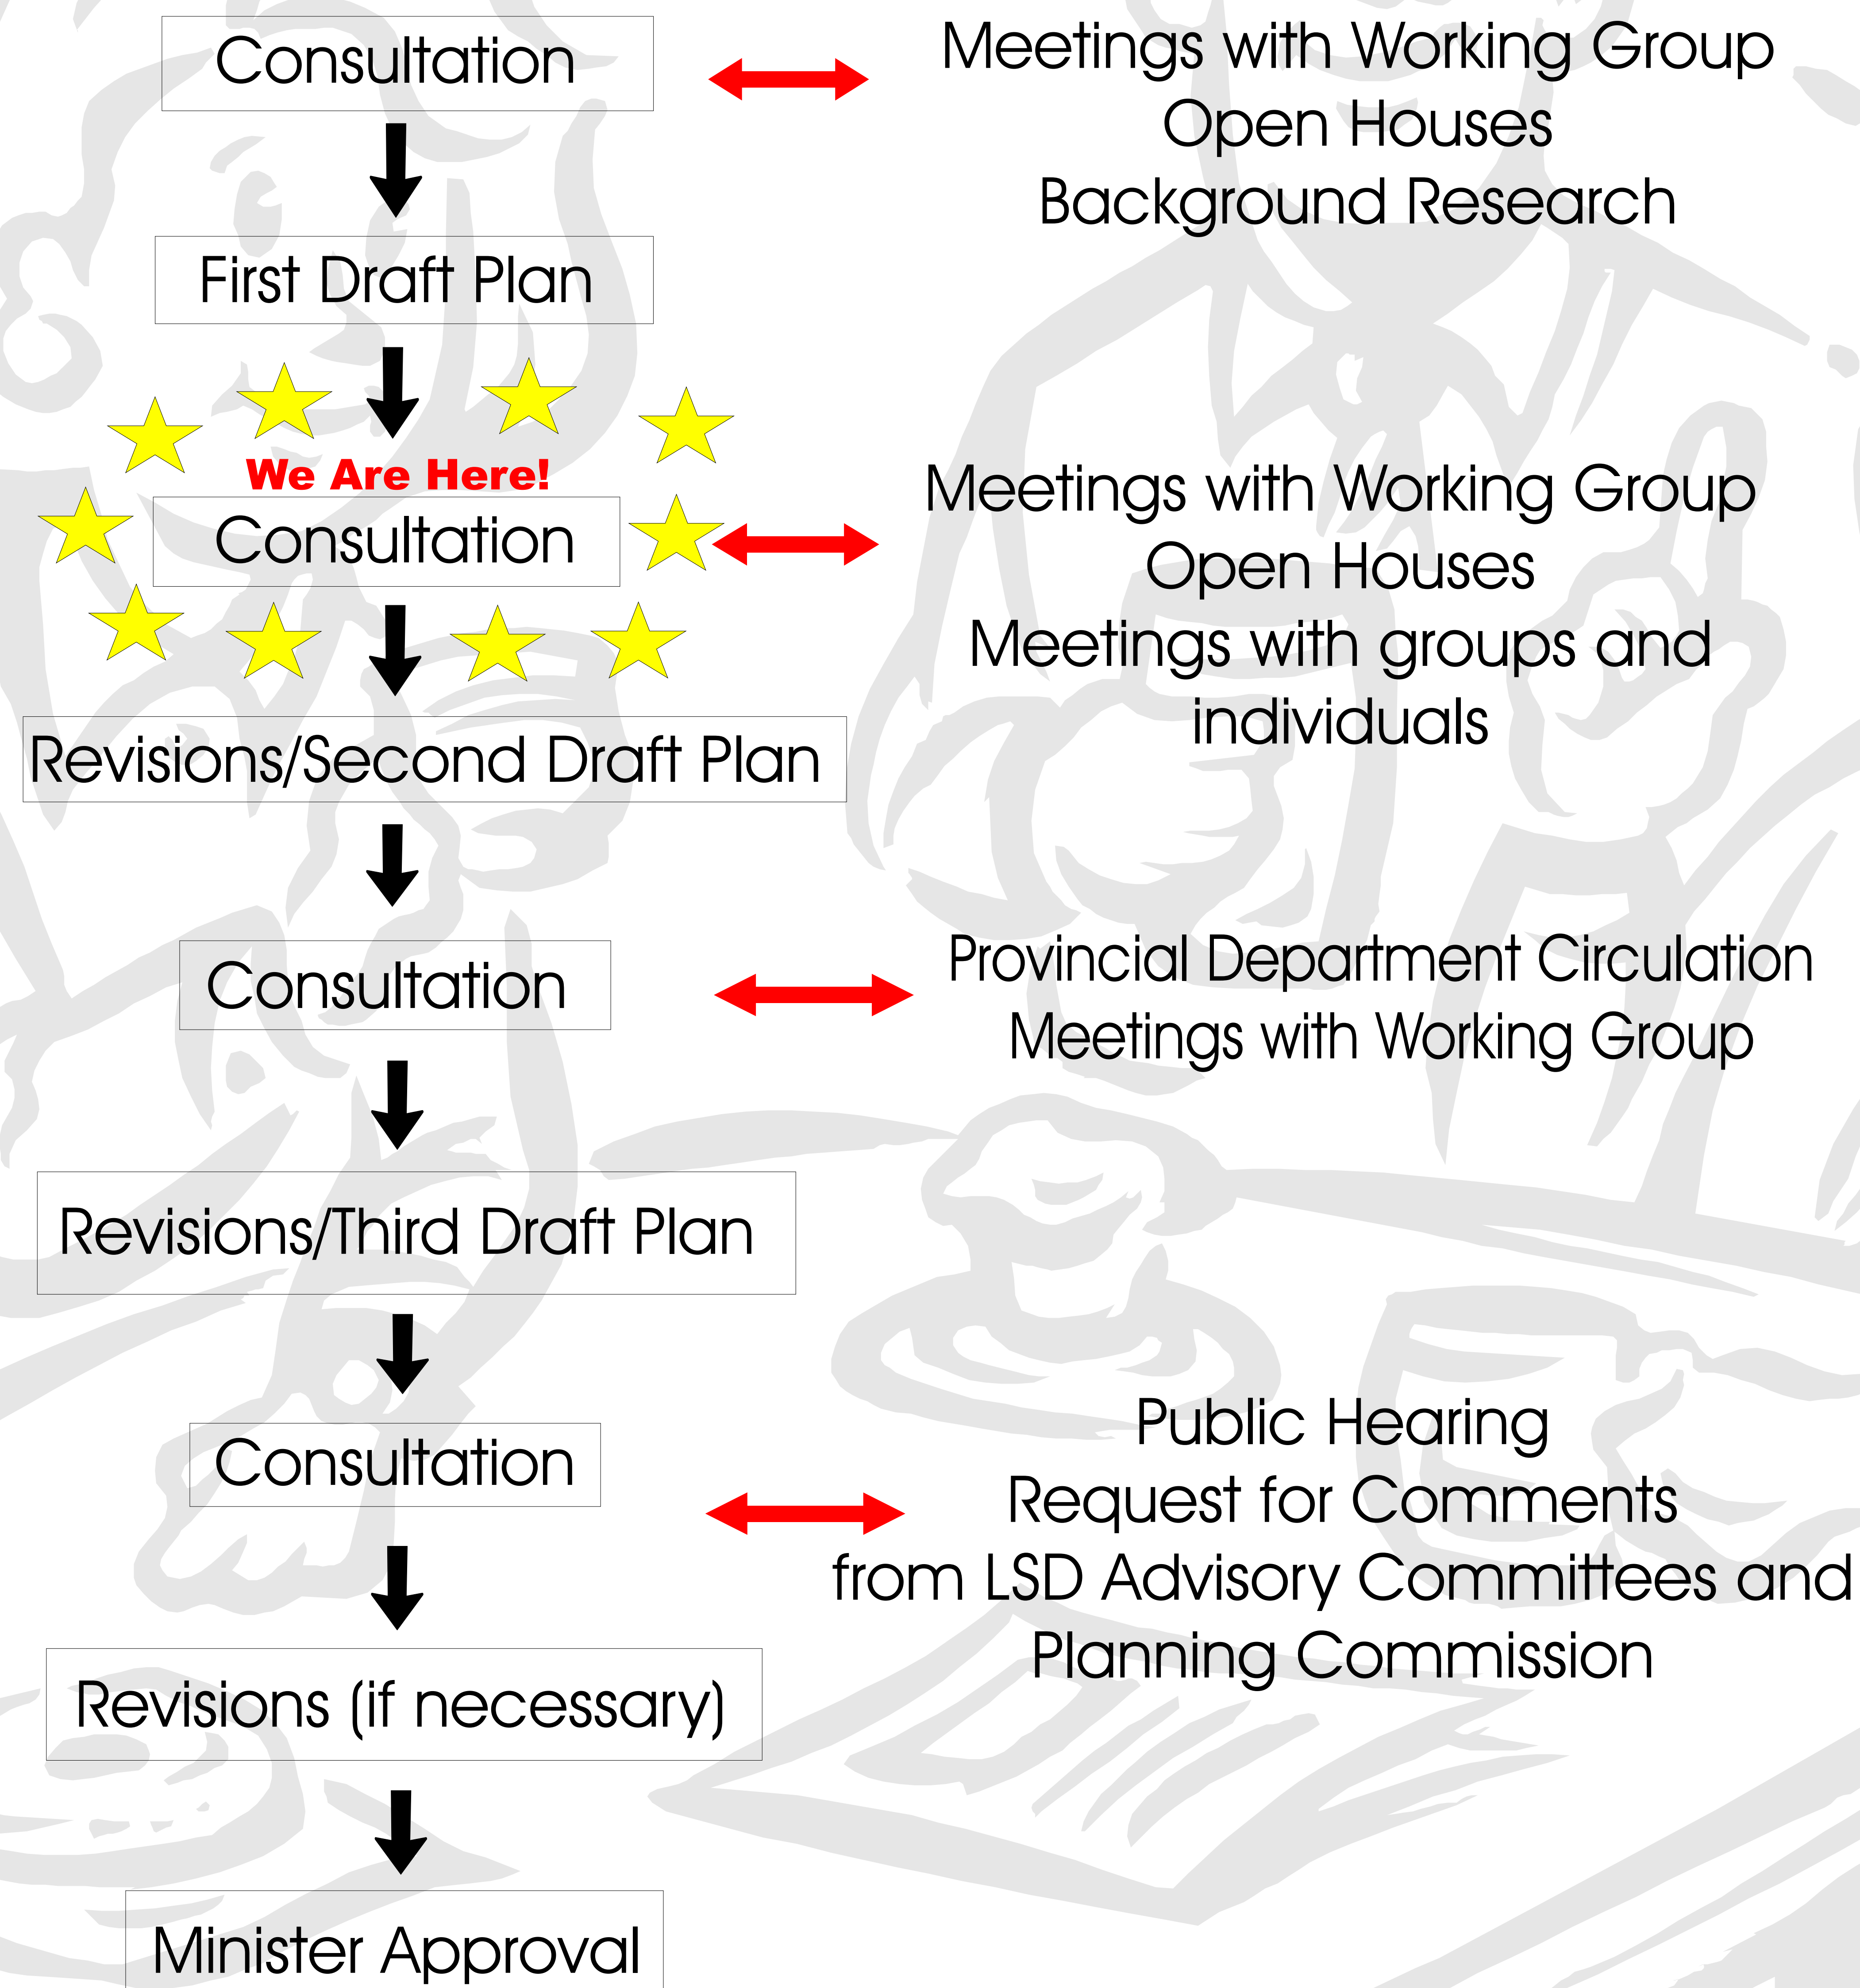 Consultation
Meetings with Working Group
Open Houses
Background Research
First Draft Plan
We Are Here!
Consultation
Meetings with Working Group
Open Houses
Meetings with groups and
individuals
Revisions/Second Draft Plan
Consultation
Provincial Department Circulation
Meetings with Working Group
Revisions/Third Draft Plan
Consultation
Public Hearing
Request for Comments
from LSD Advisory Committees and
Planning Commission
Revisions (if necessary)
Minister Approval